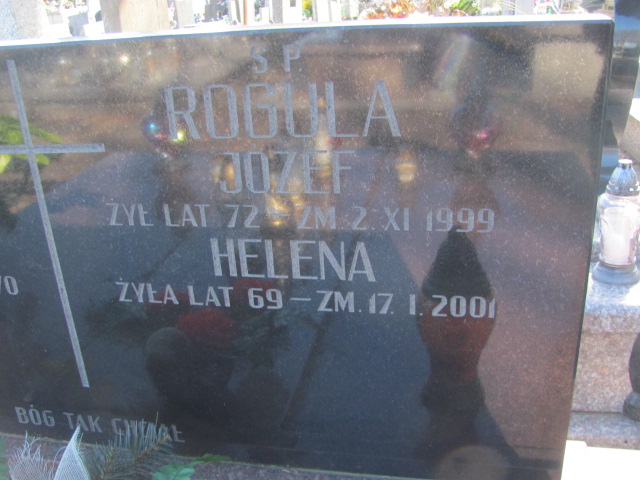 Ś P
ROGULA
JÓZEF
ŻYŁ LAT 72 – ZM. 2. XI 1999
HELENA
ŻYŁA LAT 69 – ZM. 17. I. 2001
BÓG TAK CHCIAŁ